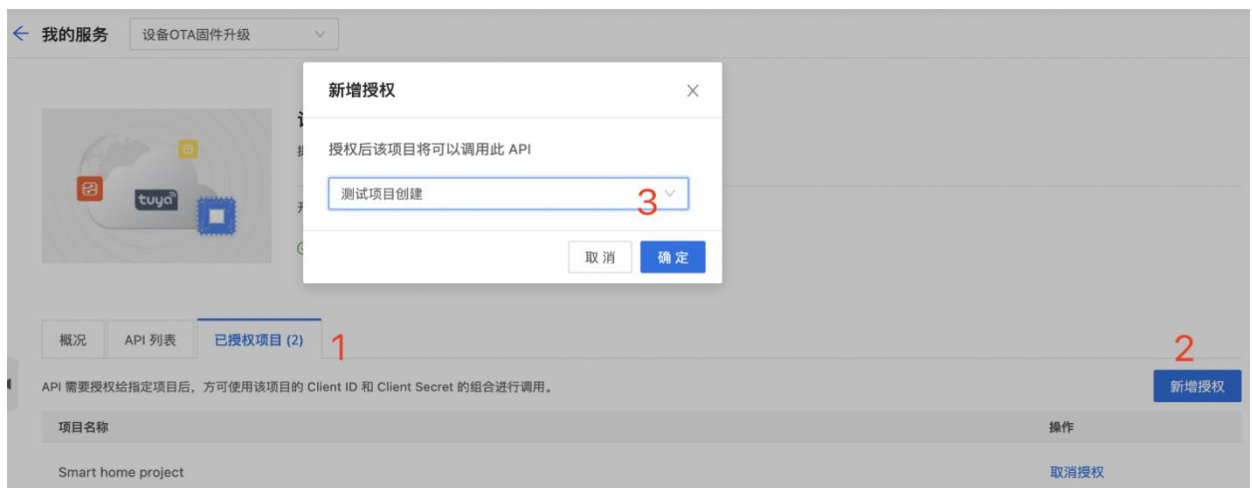 我的服务
设备OTA固件升级
新增授权
授权后该项目将可以调用此 API
测试项目创建
3
取 消
确 定
tuya
概况
API 列表
已授权项目 (2)
1
2
API 需要授权给指定项目后，方可使用该项目的 Client ID 和 Client Secret 的组合进行调用。
新增授权
项目名称
操作
Smart home project
取消授权